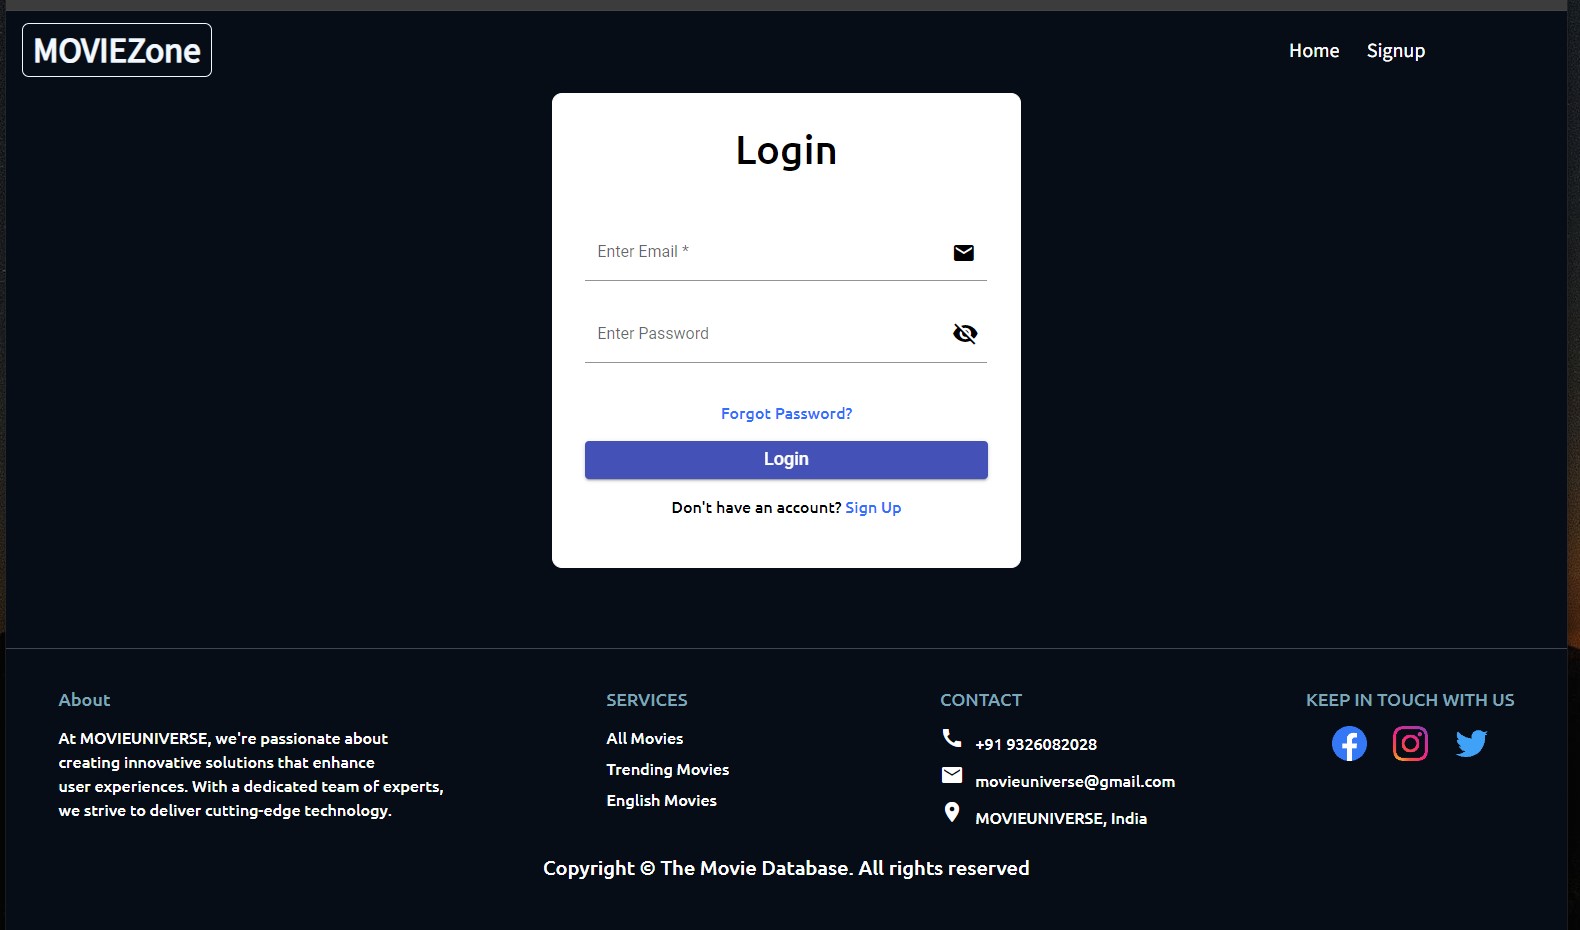 MOVIEZone
Home
Signup
Login
Enter Email *
Enter Password
Forgot Password?
Login
Don't have an account? Sign Up
About
At MOVIEUNIVERSE, we're passionate about
creating innovative solutions that enhance
user experiences. With a dedicated team of experts,
we strive to deliver cutting-edge technology.
SERVICES
All Movies
Trending Movies
English Movies
CONTACT
+91 9326082028
movieuniverse@gmail.com
MOVIEUNIVERSE, India
KEEP IN TOUCH WITH US
Copyright © The Movie Database. All rights reserved